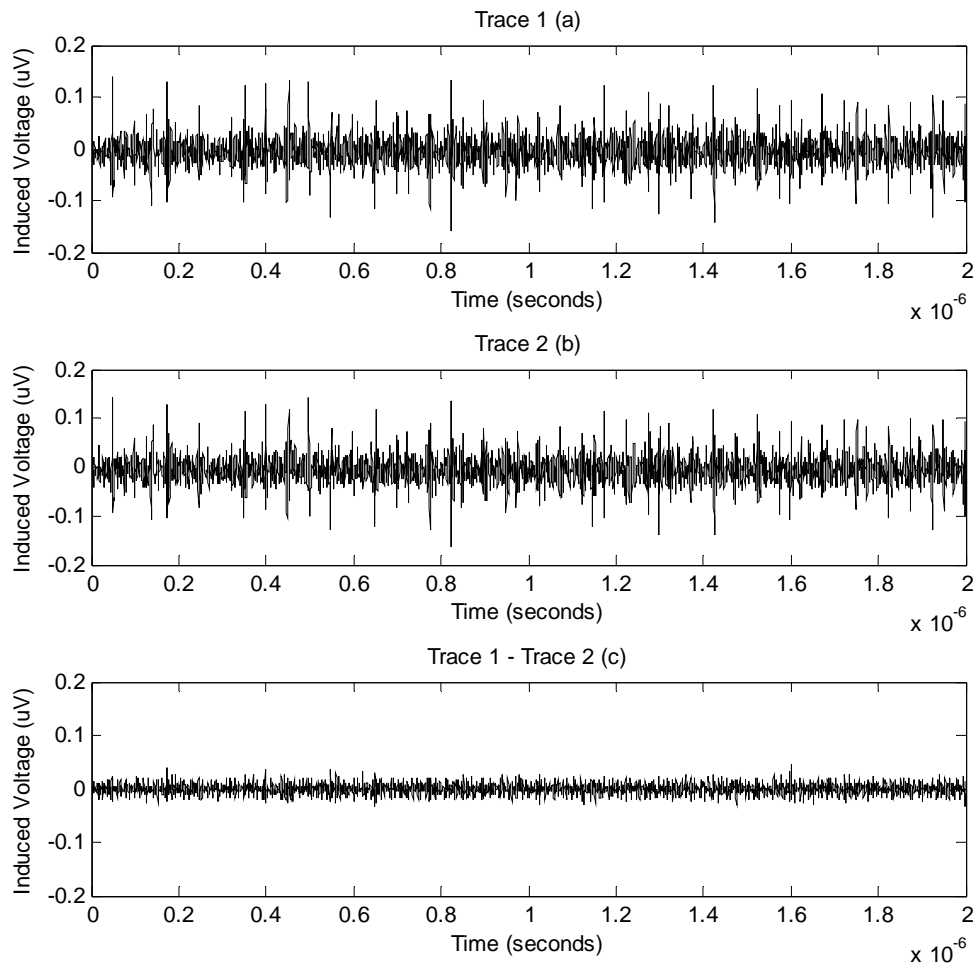 Trace 1 (a)
Induced Voltage (uV)
0.2
0.1
0
-0.1
-0.2
0 0.2 0.4 0.6 0.8 1 1.2 1.4 1.6 1.8 2
Time (seconds)
x 10-6
Trace 2 (b)
Induced Voltage (uV)
0.2
0.1
0
-0.1
-0.2
0 0.2 0.4 0.6 0.8 1 1.2 1.4 1.6 1.8 2
Time (seconds)
x 10-6
Trace 1 - Trace 2 (c)
Induced Voltage (uV)
0.2
0.1
0
-0.1
-0.2
0 0.2 0.4 0.6 0.8 1 1.2 1.4 1.6 1.8 2
Time (seconds)
x 10-6